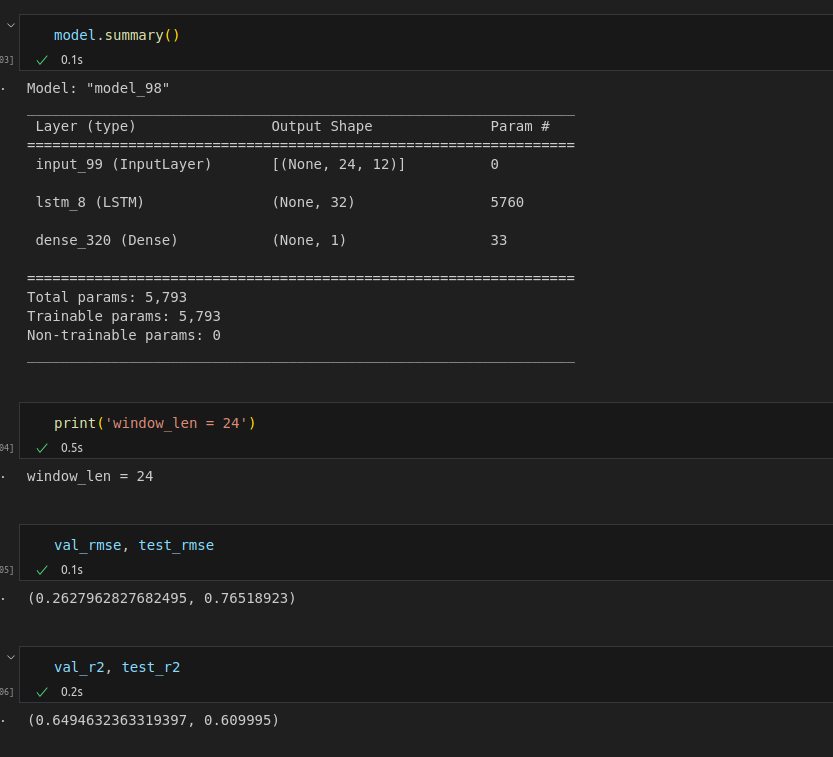 model.summary()
03]
0.1s
Model: "model_98"
_________________________________________________________________
Layer (type) Output Shape Param #
=================================================================
input_99 (InputLayer) [(None, 24, 12)] 0
lstm_8 (LSTM) (None, 32) 5760
dense_320 (Dense) (None, 1) 33
=================================================================
Total params: 5,793
Trainable params: 5,793
Non-trainable params: 0
_________________________________________________________________
print('window_len = 24')
04]
0.5s
window_len = 24
val_rmse, test_rmse
05]
0.1s
(0.2627962827682495, 0.76518923)
val_r2, test_r2
06]
0.2s
(0.6494632363319397, 0.609995)